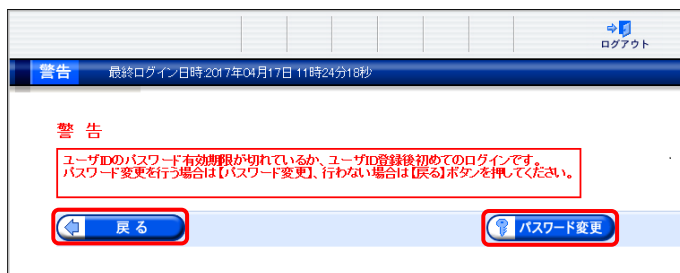 ログアウト
警告 最終ログイン日時:2017年04月17日 11時24分18秒
警 告
ユーザIDのパスワード有効期限が切れているか、ユーザID登録後初めてのログインです。
パスワード変更を行う場合は【パスワード変更】、行わない場合は【戻る】ボタンを押してください。
戻る パスワード変更